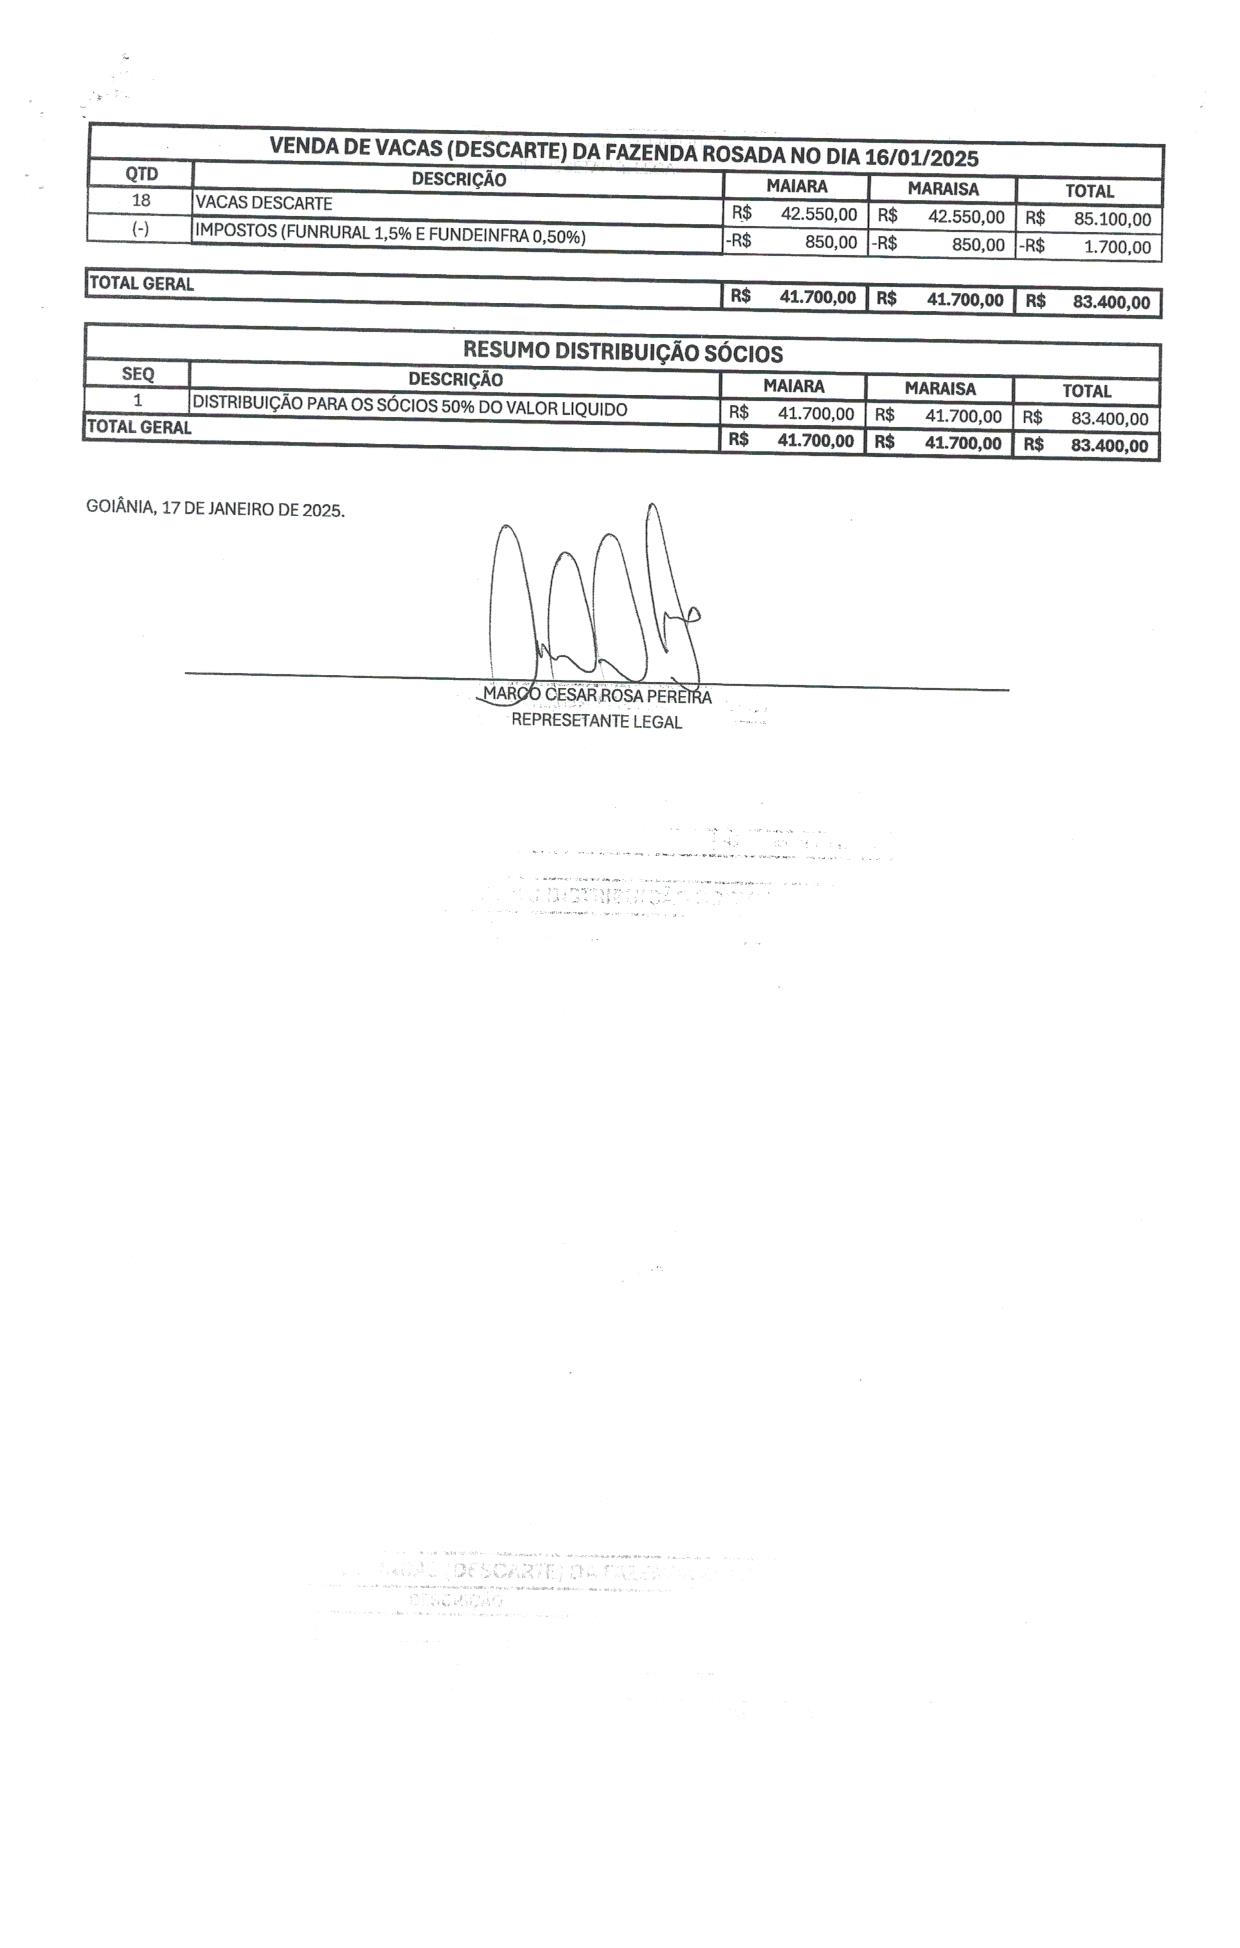 VENDA DE VACAS (DESCARTE) DA FAZENDA ROSADA NO DIA 16/01/2025
QTD DESCRIÇÃO MAIARA MARAISA TOTAL
18 VACAS DESCARTE R$ 42.550,00 R$ 42.550,00 R$ 85.100,00
(-) IMPOSTOS (FUNRURAL 1,5% E FUNDEINFRA 0,50%) -R$ 850,00 -R$ 850,00 -R$ 1.700,00
TOTAL GERAL R$ 41.700,00 R$ 41.700,00 R$ 83.400,00
RESUMO DISTRIBUIÇÃO SÓCIOS
SEQ DESCRIÇÃO MAIARA MARAISA TOTAL
1 DISTRIBUIÇÃO PARA OS SÓCIOS 50% DO VALOR LIQUIDO R$ 41.700,00 R$ 41.700,00 R$ 83.400,00
TOTAL GERAL R$ 41.700,00 R$ 41.700,00 R$ 83.400,00
GOIÂNIA, 17 DE JANEIRO DE 2025.
MARCO CESAR ROSA PEREIRA
REPRESETANTE LEGAL